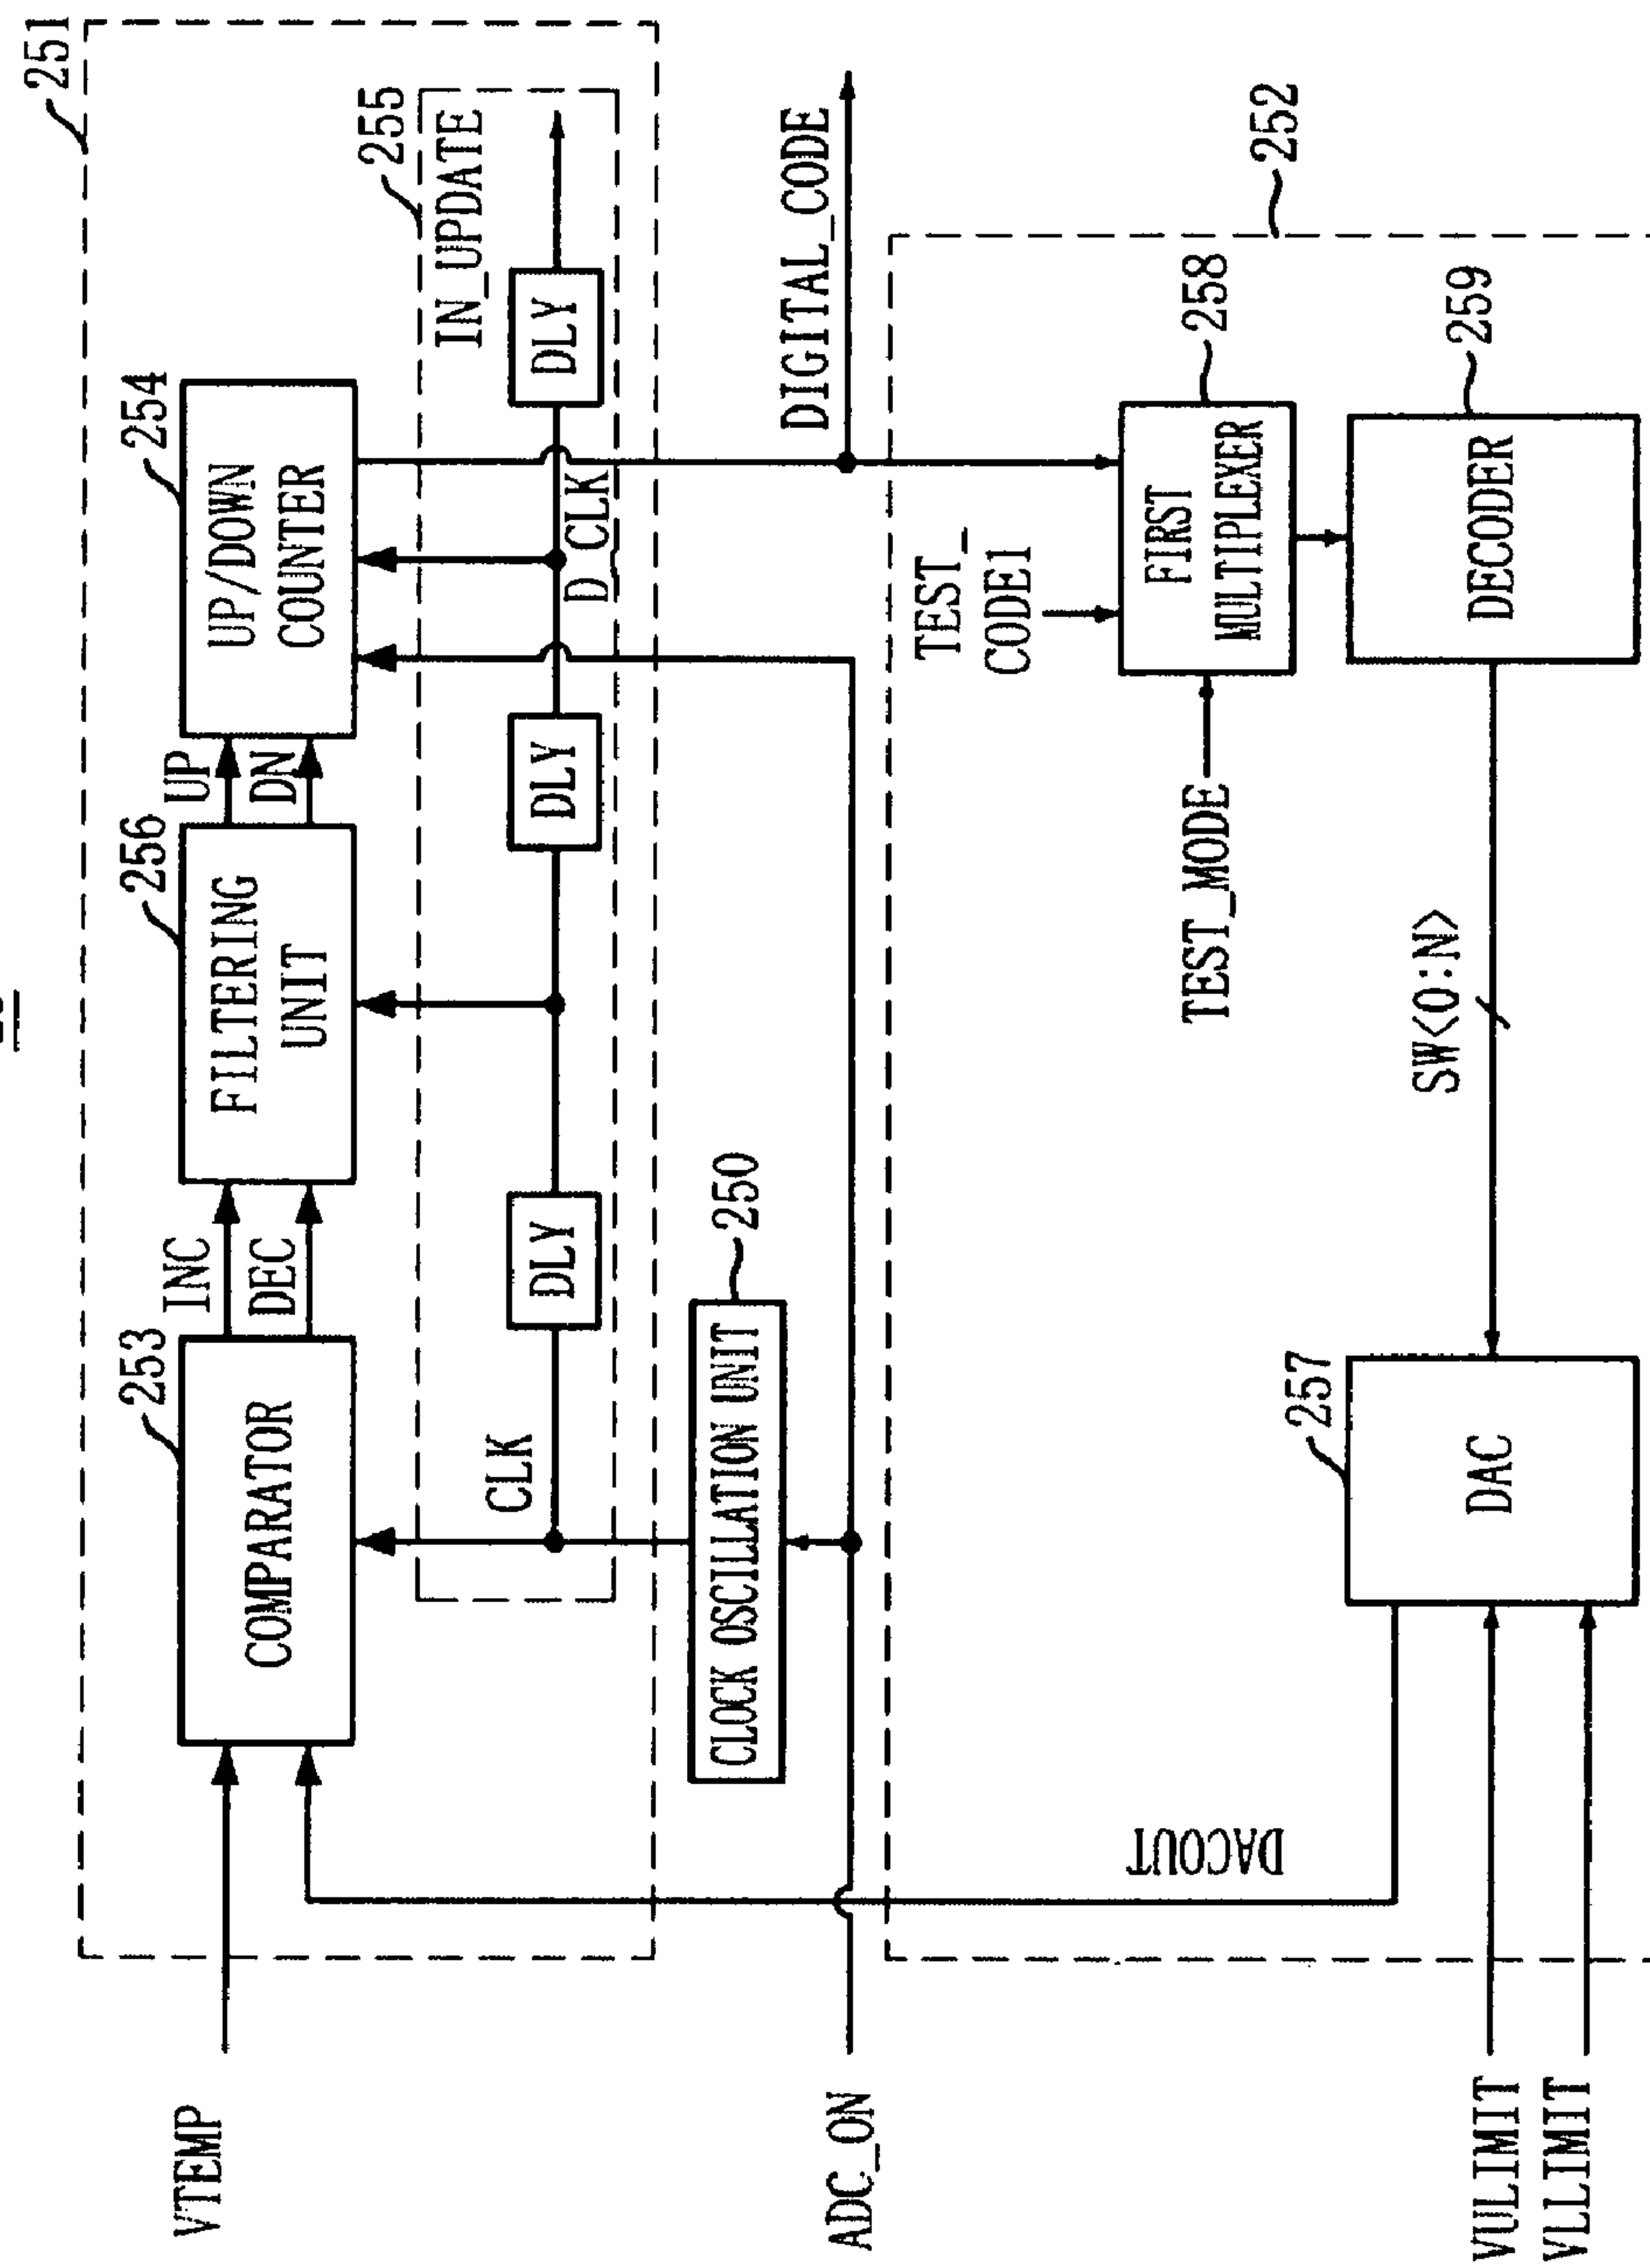 251
254
UP/DOWN
COUNTER
256
FILTERING
UNIT
253
COMPARATOR
UP
DN
INC
DEC
255
IN_UPDATE
DLY
DLY
DLY
D_CLK
CLK
VTEMP
250
CLOCK OSCILLATION UNIT
DIGITAL_CODE
ADC_ON
252
TEST_
CODE1
258
FIRST
MULTIPLEXER
TEST_MODE
259
DECODER
SW<0:N>
257
DAC
DACOUT
VULIMIT
VLLIMIT